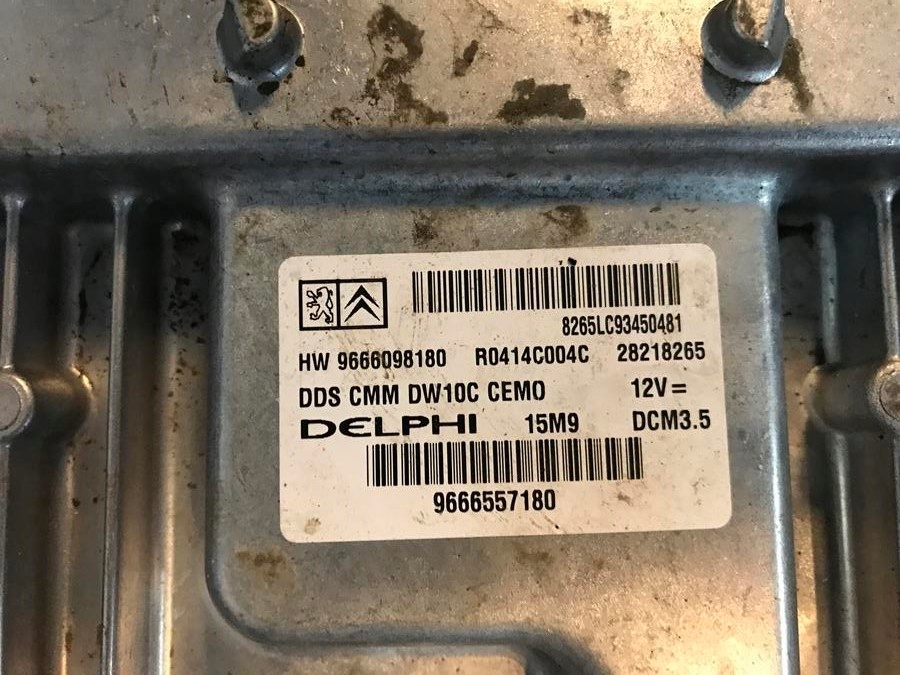 8265LC93450481
HW 9666098180 R0414C004C 28218265
DDS CMM DW10C CEMO 12V=
DELPHI 15M9 DCM3.5
9666557180